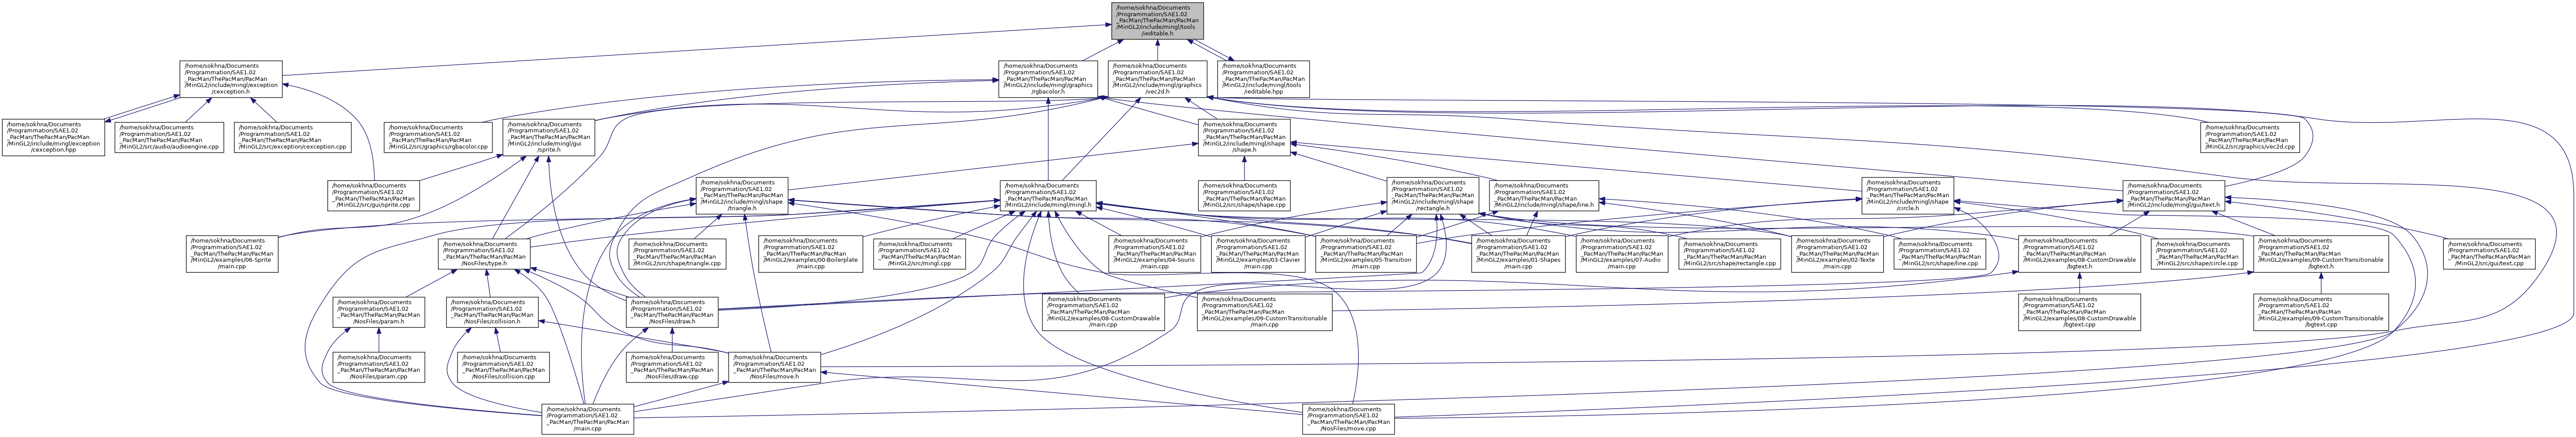 /home/sokhna/Documents
/Programmation/SAE1.02
_PacMan/ThePacMan/PacMan
/MinGL2/include/mingl/tools
/ieditable.h
/home/sokhna/Documents
/Programmation/SAE1.02
_PacMan/ThePacMan/PacMan
/MinGL2/include/mingl/exception
/cexception.h
/home/sokhna/Documents
/Programmation/SAE1.02
_PacMan/ThePacMan/PacMan
/MinGL2/include/mingl/graphics
/rgbacolor.h
/home/sokhna/Documents
/Programmation/SAE1.02
_PacMan/ThePacMan/PacMan
/MinGL2/include/mingl/graphics
/vec2d.h
/home/sokhna/Documents
/Programmation/SAE1.02
_PacMan/ThePacMan/PacMan
/MinGL2/include/mingl/tools
/ieditable.hpp
/home/sokhna/Documents
/Programmation/SAE1.02
_PacMan/ThePacMan/PacMan
/MinGL2/include/mingl/exception
/cexception.hpp
/home/sokhna/Documents
/Programmation/SAE1.02
_PacMan/ThePacMan/PacMan
/MinGL2/src/audio/audioengine.cpp
/home/sokhna/Documents
/Programmation/SAE1.02
_PacMan/ThePacMan/PacMan
/MinGL2/src/exception/cexception.cpp
/home/sokhna/Documents
/Programmation/SAE1.02
_PacMan/ThePacMan/PacMan
/MinGL2/src/graphics/rgbacolor.cpp
/home/sokhna/Documents
/Programmation/SAE1.02
_PacMan/ThePacMan/PacMan
/MinGL2/include/mingl/gui
/sprite.h
/home/sokhna/Documents
/Programmation/SAE1.02
_PacMan/ThePacMan/PacMan
/MinGL2/include/mingl/shape
/shape.h
/home/sokhna/Documents
/Programmation/SAE1.02
_PacMan/ThePacMan/PacMan
/MinGL2/src/graphics/vec2d.cpp
/home/sokhna/Documents
/Programmation/SAE1.02
_PacMan/ThePacMan/PacMan
/MinGL2/src/gui/sprite.cpp
/home/sokhna/Documents
/Programmation/SAE1.02
_PacMan/ThePacMan/PacMan
/MinGL2/include/mingl/shape
/triangle.h
/home/sokhna/Documents
/Programmation/SAE1.02
_PacMan/ThePacMan/PacMan
/MinGL2/include/mingl/mingl.h
/home/sokhna/Documents
/Programmation/SAE1.02
_PacMan/ThePacMan/PacMan
/MinGL2/src/shape/shape.cpp
/home/sokhna/Documents
/Programmation/SAE1.02
_PacMan/ThePacMan/PacMan
/MinGL2/include/mingl/shape
/rectangle.h
/home/sokhna/Documents
/Programmation/SAE1.02
_PacMan/ThePacMan/PacMan
/MinGL2/include/mingl/shape/line.h
/home/sokhna/Documents
/Programmation/SAE1.02
_PacMan/ThePacMan/PacMan
/MinGL2/include/mingl/shape
/circle.h
/home/sokhna/Documents
/Programmation/SAE1.02
_PacMan/ThePacMan/PacMan
/MinGL2/include/mingl/gui/text.h
/home/sokhna/Documents
/Programmation/SAE1.02
_PacMan/ThePacMan/PacMan
/MinGL2/examples/06-Sprite
/main.cpp
/home/sokhna/Documents
/Programmation/SAE1.02
_PacMan/ThePacMan/PacMan
/NosFiles/type.h
/home/sokhna/Documents
/Programmation/SAE1.02
_PacMan/ThePacMan/PacMan
/MinGL2/src/shape/triangle.cpp
/home/sokhna/Documents
/Programmation/SAE1.02
_PacMan/ThePacMan/PacMan
/MinGL2/examples/00-Boilerplate
/main.cpp
/home/sokhna/Documents
/Programmation/SAE1.02
_PacMan/ThePacMan/PacMan
/MinGL2/src/mingl.cpp
/home/sokhna/Documents
/Programmation/SAE1.02
_PacMan/ThePacMan/PacMan
/MinGL2/examples/04-Souris
/main.cpp
/home/sokhna/Documents
/Programmation/SAE1.02
_PacMan/ThePacMan/PacMan
/MinGL2/examples/03-Clavier
/main.cpp
/home/sokhna/Documents
/Programmation/SAE1.02
_PacMan/ThePacMan/PacMan
/MinGL2/examples/05-Transition
/main.cpp
/home/sokhna/Documents
/Programmation/SAE1.02
_PacMan/ThePacMan/PacMan
/MinGL2/examples/01-Shapes
/main.cpp
/home/sokhna/Documents
/Programmation/SAE1.02
_PacMan/ThePacMan/PacMan
/MinGL2/examples/07-Audio
/main.cpp
/home/sokhna/Documents
/Programmation/SAE1.02
_PacMan/ThePacMan/PacMan
/MinGL2/src/shape/rectangle.cpp
/home/sokhna/Documents
/Programmation/SAE1.02
_PacMan/ThePacMan/PacMan
/MinGL2/examples/02-Texte
/main.cpp
/home/sokhna/Documents
/Programmation/SAE1.02
_PacMan/ThePacMan/PacMan
/MinGL2/src/shape/line.cpp
/home/sokhna/Documents
/Programmation/SAE1.02
_PacMan/ThePacMan/PacMan
/MinGL2/examples/08-CustomDrawable
/bgtext.h
/home/sokhna/Documents
/Programmation/SAE1.02
_PacMan/ThePacMan/PacMan
/MinGL2/src/shape/circle.cpp
/home/sokhna/Documents
/Programmation/SAE1.02
_PacMan/ThePacMan/PacMan
/MinGL2/examples/09-CustomTransitionable
/bgtext.h
/home/sokhna/Documents
/Programmation/SAE1.02
_PacMan/ThePacMan/PacMan
/MinGL2/src/gui/text.cpp
/home/sokhna/Documents
/Programmation/SAE1.02
_PacMan/ThePacMan/PacMan
/NosFiles/param.h
/home/sokhna/Documents
/Programmation/SAE1.02
_PacMan/ThePacMan/PacMan
/NosFiles/collision.h
/home/sokhna/Documents
/Programmation/SAE1.02
_PacMan/ThePacMan/PacMan
/NosFiles/draw.h
/home/sokhna/Documents
/Programmation/SAE1.02
_PacMan/ThePacMan/PacMan
/MinGL2/examples/08-CustomDrawable
/main.cpp
/home/sokhna/Documents
/Programmation/SAE1.02
_PacMan/ThePacMan/PacMan
/MinGL2/examples/09-CustomTransitionable
/main.cpp
/home/sokhna/Documents
/Programmation/SAE1.02
_PacMan/ThePacMan/PacMan
/MinGL2/examples/08-CustomDrawable
/bgtext.cpp
/home/sokhna/Documents
/Programmation/SAE1.02
_PacMan/ThePacMan/PacMan
/MinGL2/examples/09-CustomTransitionable
/bgtext.cpp
/home/sokhna/Documents
/Programmation/SAE1.02
_PacMan/ThePacMan/PacMan
/NosFiles/param.cpp
/home/sokhna/Documents
/Programmation/SAE1.02
_PacMan/ThePacMan/PacMan
/NosFiles/collision.cpp
/home/sokhna/Documents
/Programmation/SAE1.02
_PacMan/ThePacMan/PacMan
/NosFiles/draw.cpp
/home/sokhna/Documents
/Programmation/SAE1.02
_PacMan/ThePacMan/PacMan
/NosFiles/move.h
/home/sokhna/Documents
/Programmation/SAE1.02
_PacMan/ThePacMan/PacMan
/main.cpp
/home/sokhna/Documents
/Programmation/SAE1.02
_PacMan/ThePacMan/PacMan
/NosFiles/move.cpp